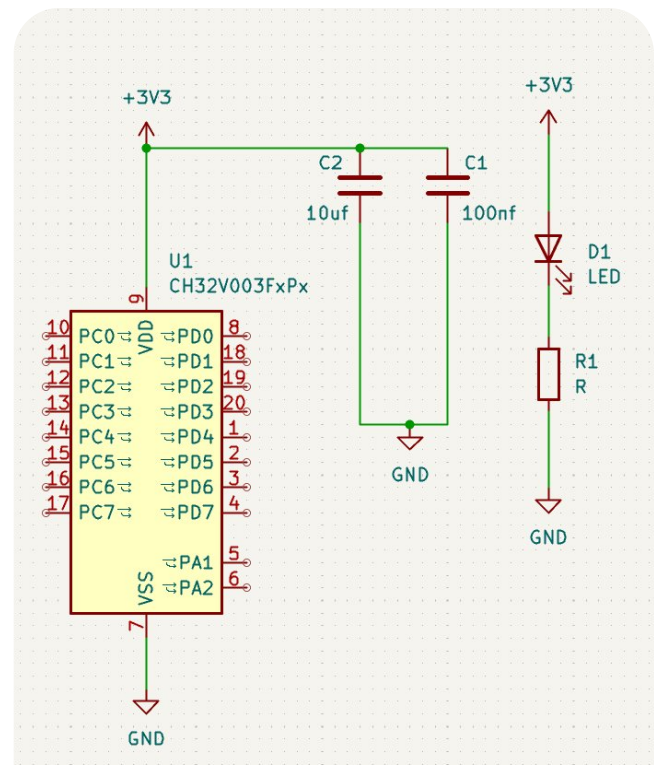 +3V3
+3V3
C2
C1
10uf
100nf
U1
CH32V003FxPx
D1
LED
9
VDD
10 PC0 PD0 8
11 PC1 PD1 18
12 PC2 PD2 19
13 PC3 PD3 20
14 PC4 PD4 1
15 PC5 PD5 2
16 PC6 PD6 3
17 PC7 PD7 4
PA1 5
PA2 6
VSS
7
R1
R
GND
GND
GND